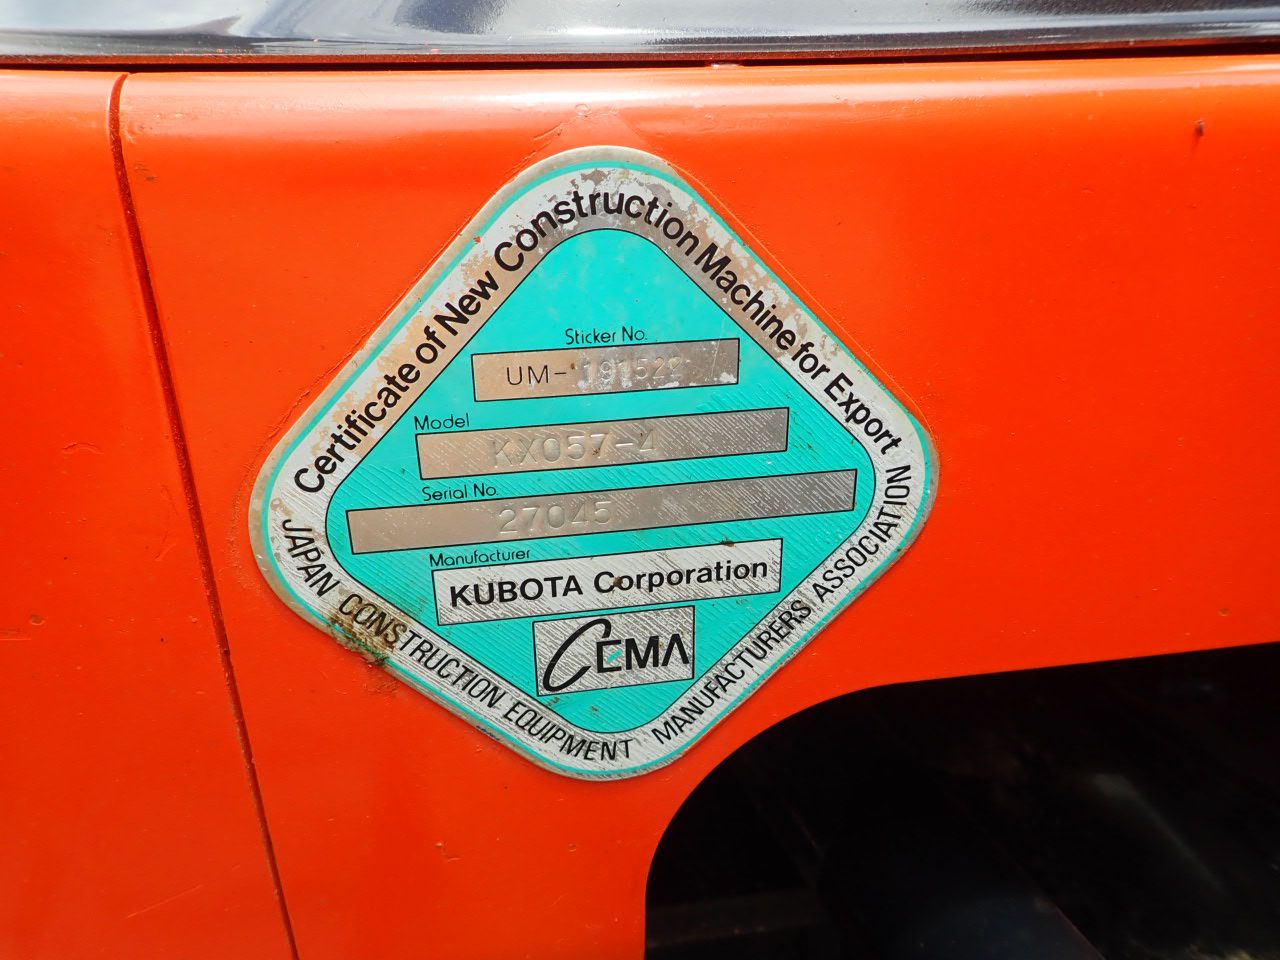 Certificate of New Construction Machine for Export
Sticker No.
UM-
Model
KX057-4
Serial No.
27045
Manufacturer
KUBOTA Corporation
CEMA
JAPAN CONSTRUCTION EQUIPMENT MANUFACTURERS ASSOCIATION